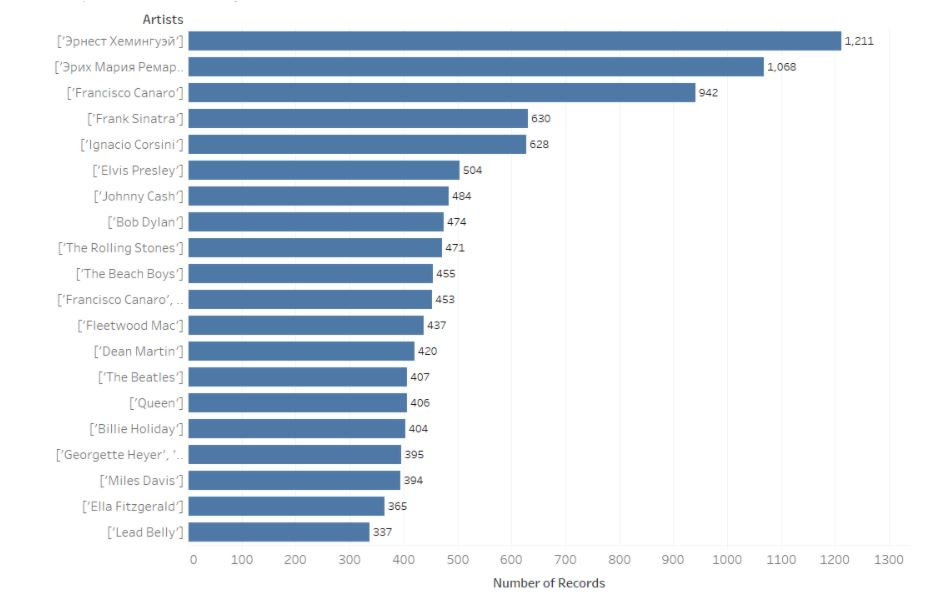 Artists
['Эрнест Хемингуэй'] 1,211
['Эрих Мария Ремар.. 1,068
['Francisco Canaro'] 942
['Frank Sinatra'] 630
['Ignacio Corsini'] 628
['Elvis Presley'] 504
['Johnny Cash'] 484
['Bob Dylan'] 474
['The Rolling Stones'] 471
['The Beach Boys'] 455
['Francisco Canaro', .. 453
['Fleetwood Mac'] 437
['Dean Martin'] 420
['The Beatles'] 407
['Queen'] 406
['Billie Holiday'] 404
['Georgette Heyer', '.. 395
['Miles Davis'] 394
['Ella Fitzgerald'] 365
['Lead Belly'] 337
0 100 200 300 400 500 600 700 800 900 1000 1100 1200 1300
Number of Records